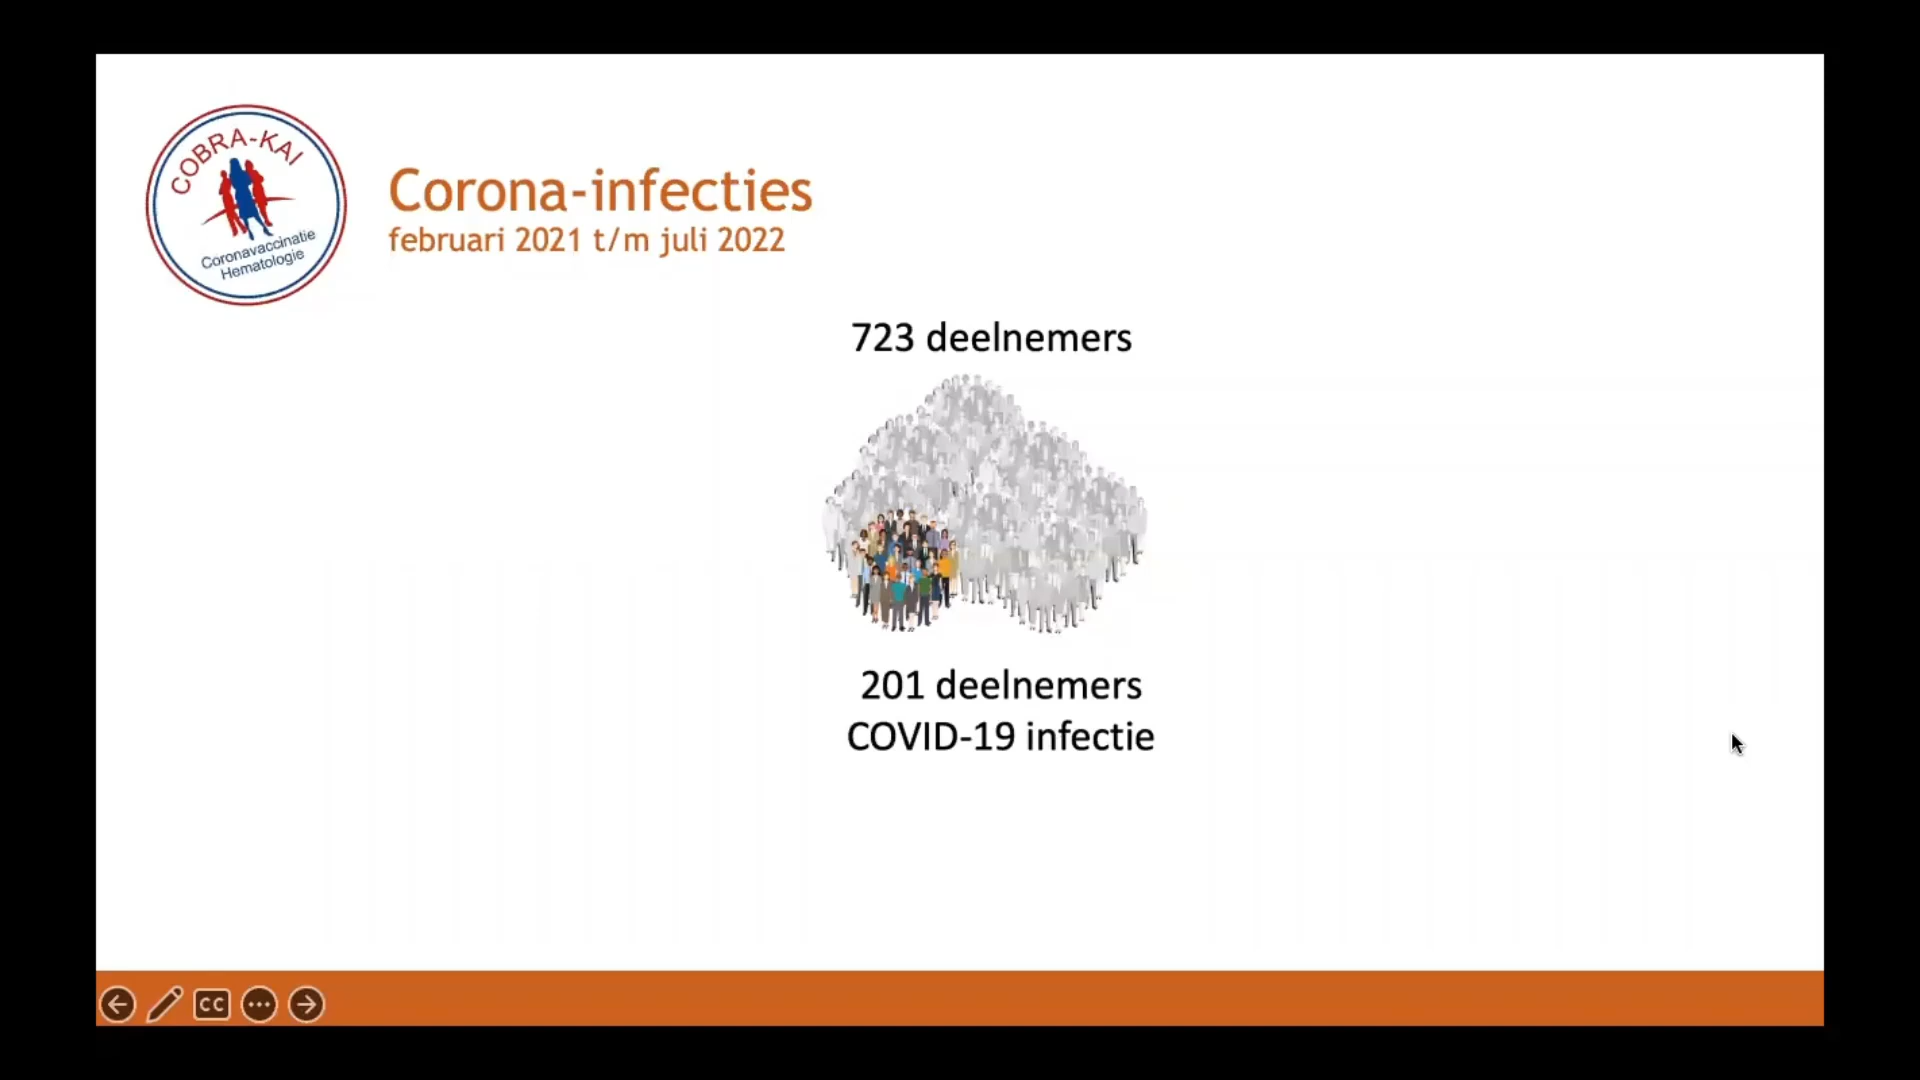 COBRA-KAI
Coronavaccinatie
Hematologie
Corona-infecties
februari 2021 t/m juli 2022
723 deelnemers
201 deelnemers
COVID-19 infectie
CC